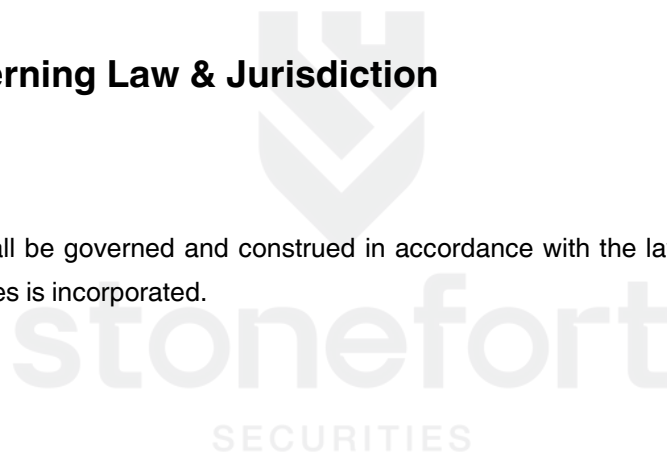 erning Law & Jurisdiction
all be governed and construed in accordance with the la
es is incorporated.
stonefort
SECURITIES